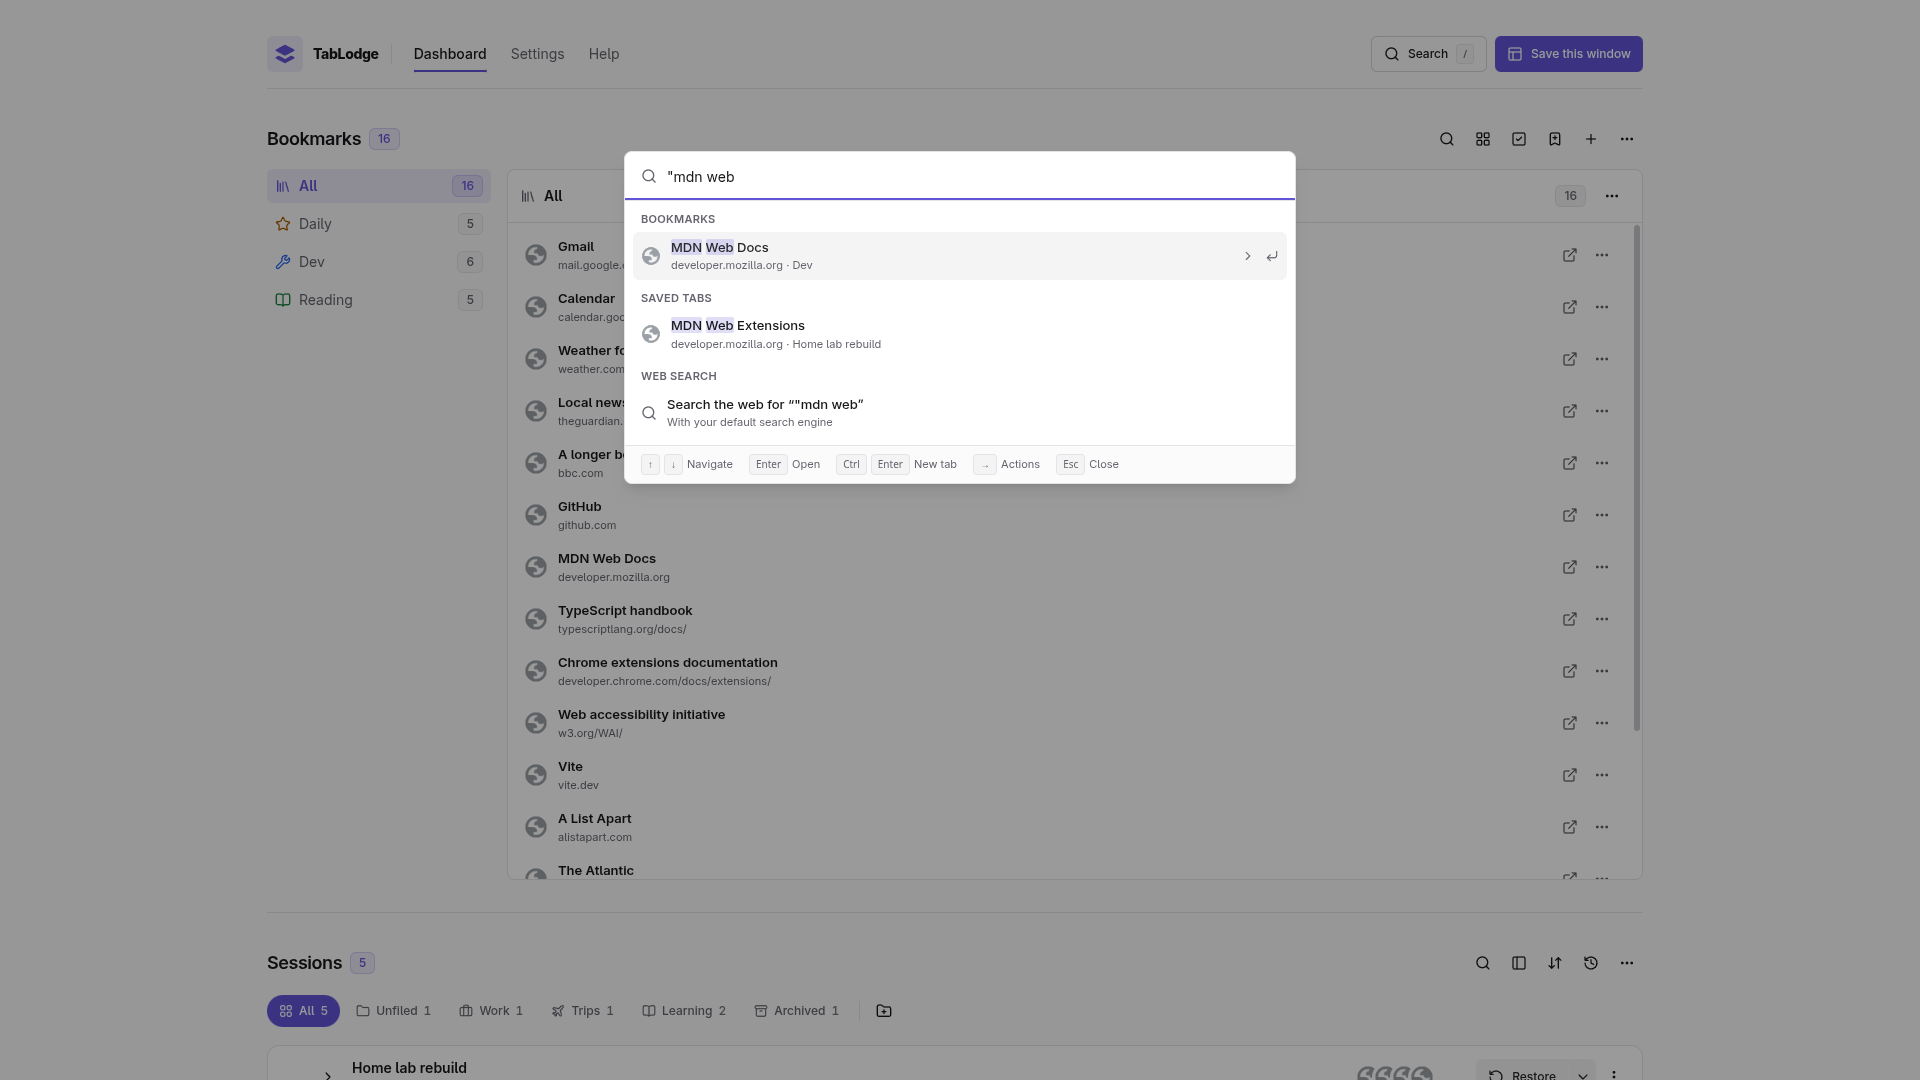 TabLodge
Dashboard
Settings
Help
Search /
Save this window
Bookmarks 16
All 16
Daily 5
Dev 6
Reading 5
All 16
"mdn web
BOOKMARKS
MDN Web Docs
developer.mozilla.org · Dev
SAVED TABS
MDN Web Extensions
developer.mozilla.org · Home lab rebuild
WEB SEARCH
Search the web for “"mdn web”
With your default search engine
↑ ↓ Navigate Enter Open Ctrl Enter New tab → Actions Esc Close
Gmail
mail.google.
Calendar
Weather
weather.com
Local
theguardian.
A longer
bbc.com
GitHub
github.com
MDN Web Docs
developer.mozilla.org
TypeScript handbook
typescriptlang.org/docs/
Chrome extensions documentation
developer.chrome.com/docs/extensions/
Web accessibility initiative
w3.org/WAI/
Vite
vite.dev
A List Apart
alistapart.com
The Atlantic
Sessions 5
All 5
Unfiled 1
Work 1
Trips 1
Learning 2
Archived 1
Home lab rebuild
Restore